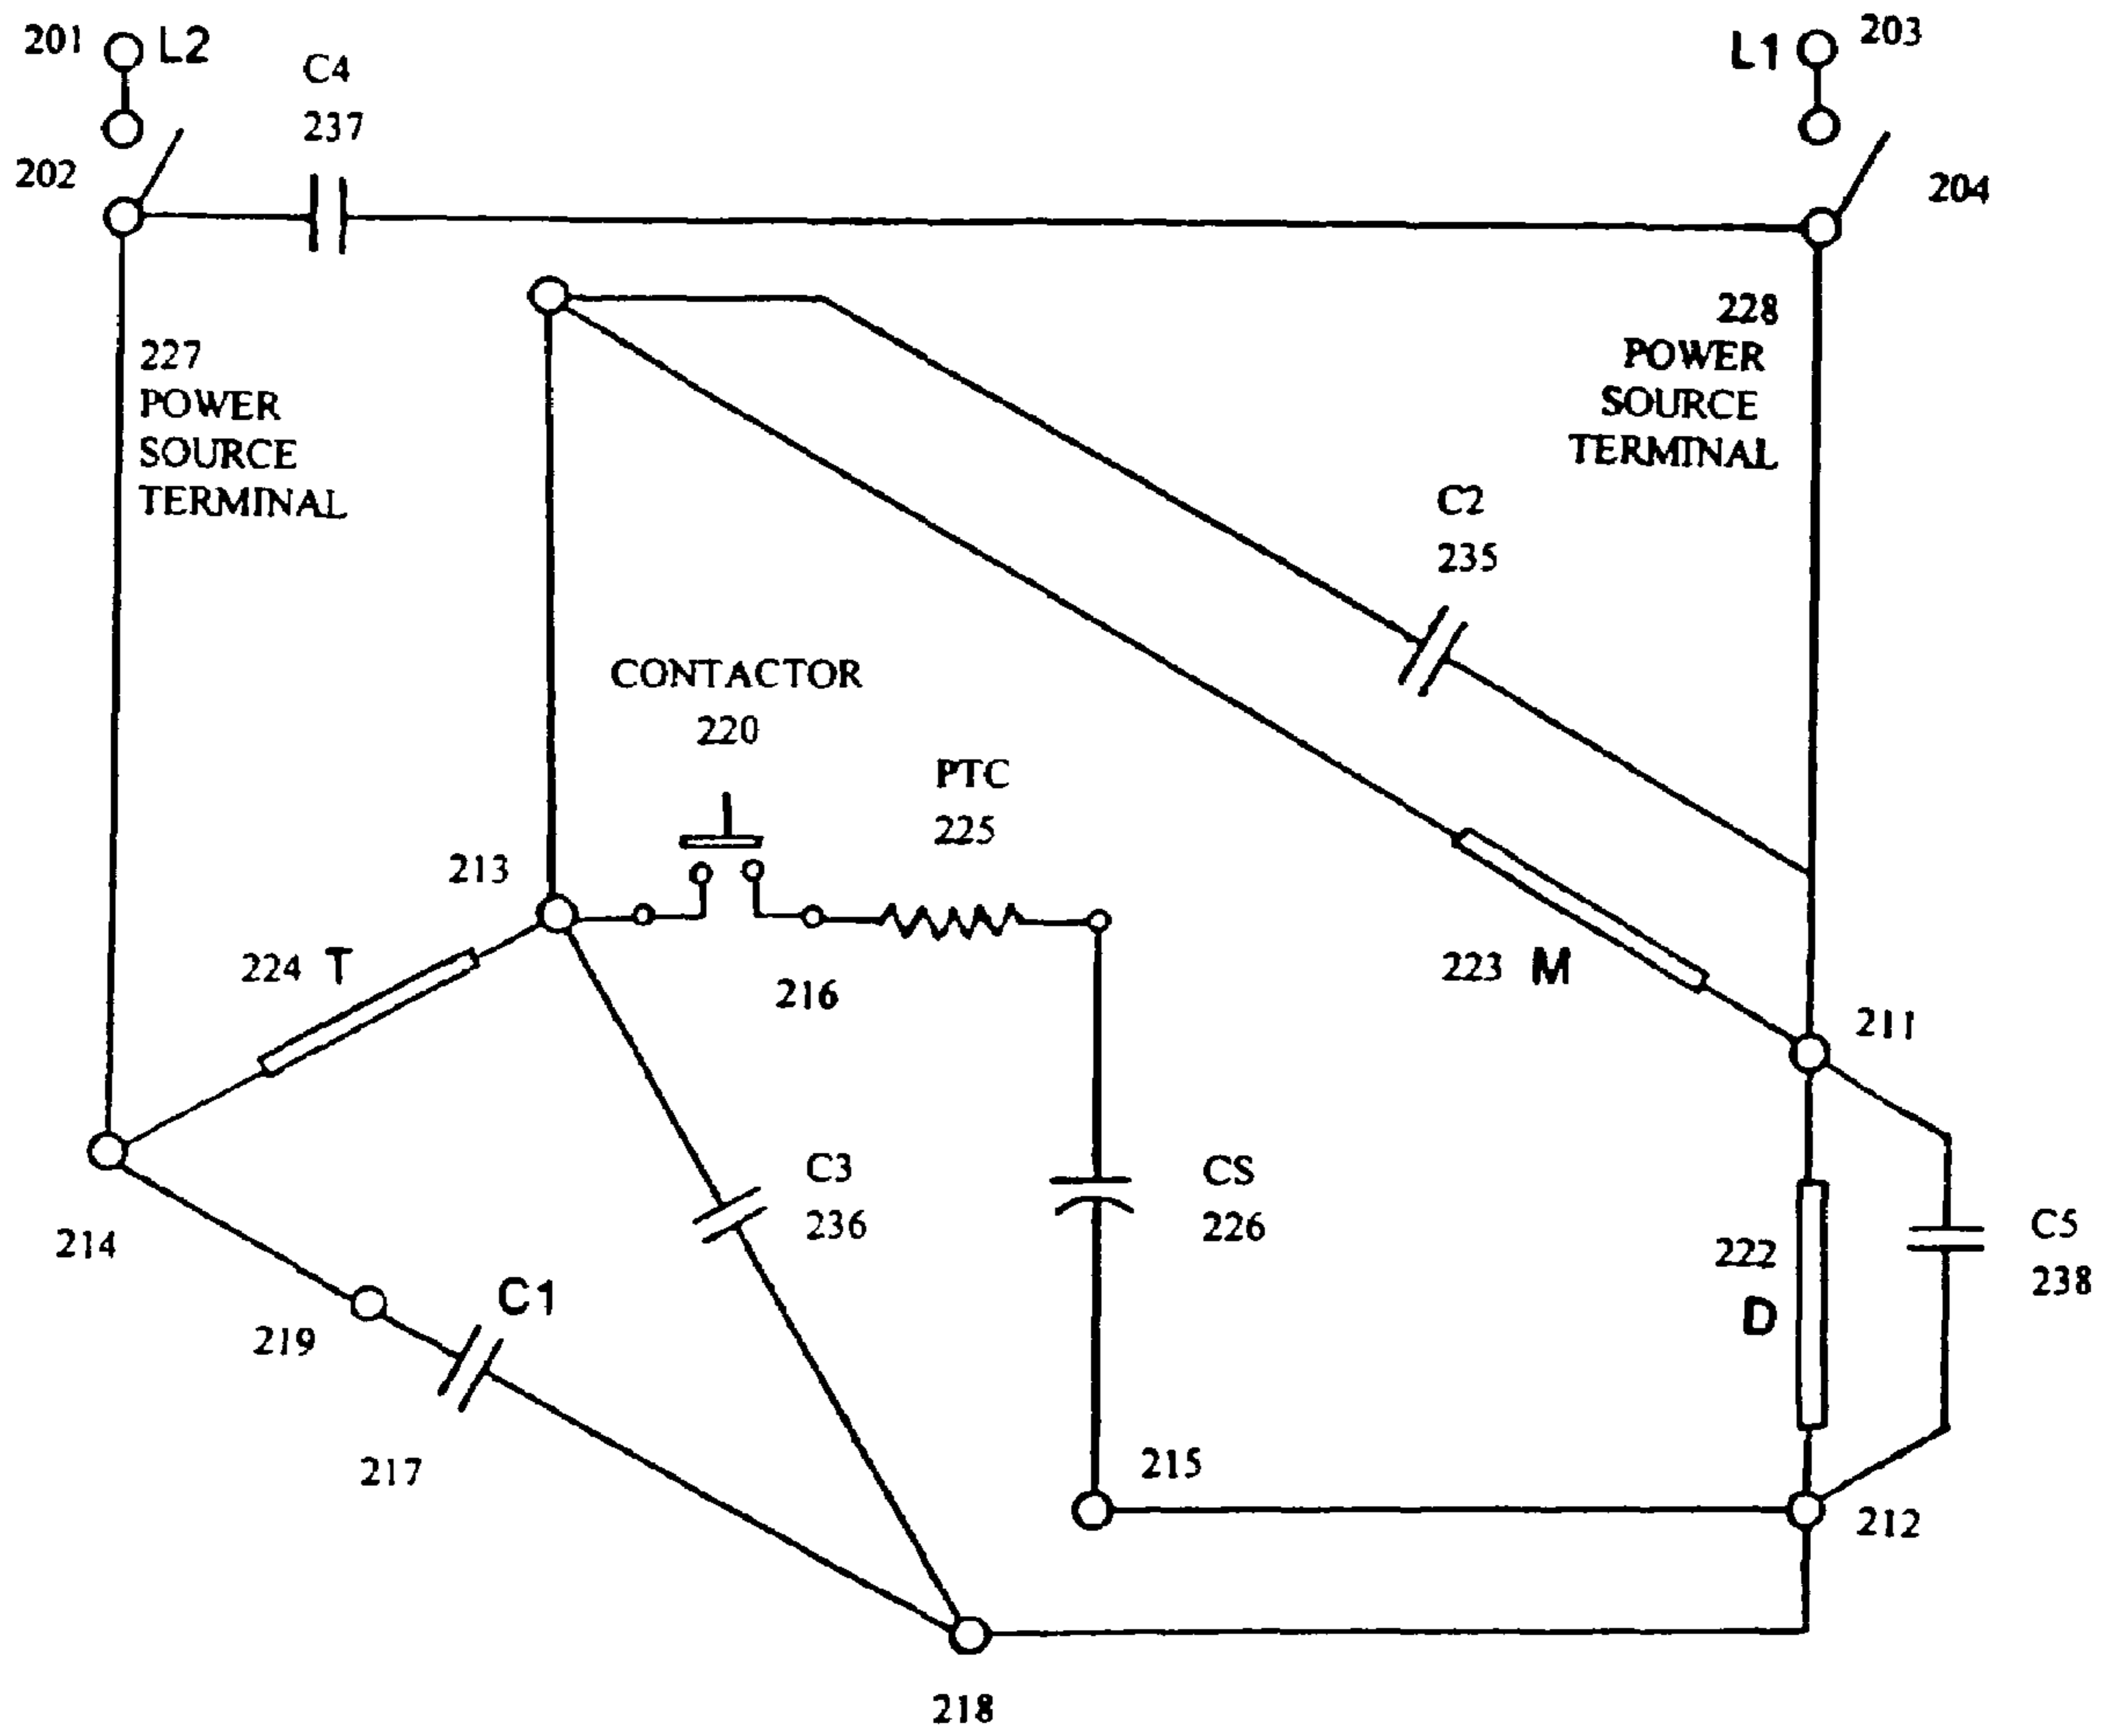 201
L2
C4
237
L1
203
202
204
227
POWER
SOURCE
TERMINAL
228
POWER
SOURCE
TERMINAL
C2
235
CONTACTOR
220
PTC
225
213
224 T
216
223 M
211
C3
236
CS
226
214
222
D
C5
238
219
C1
217
215
212
218